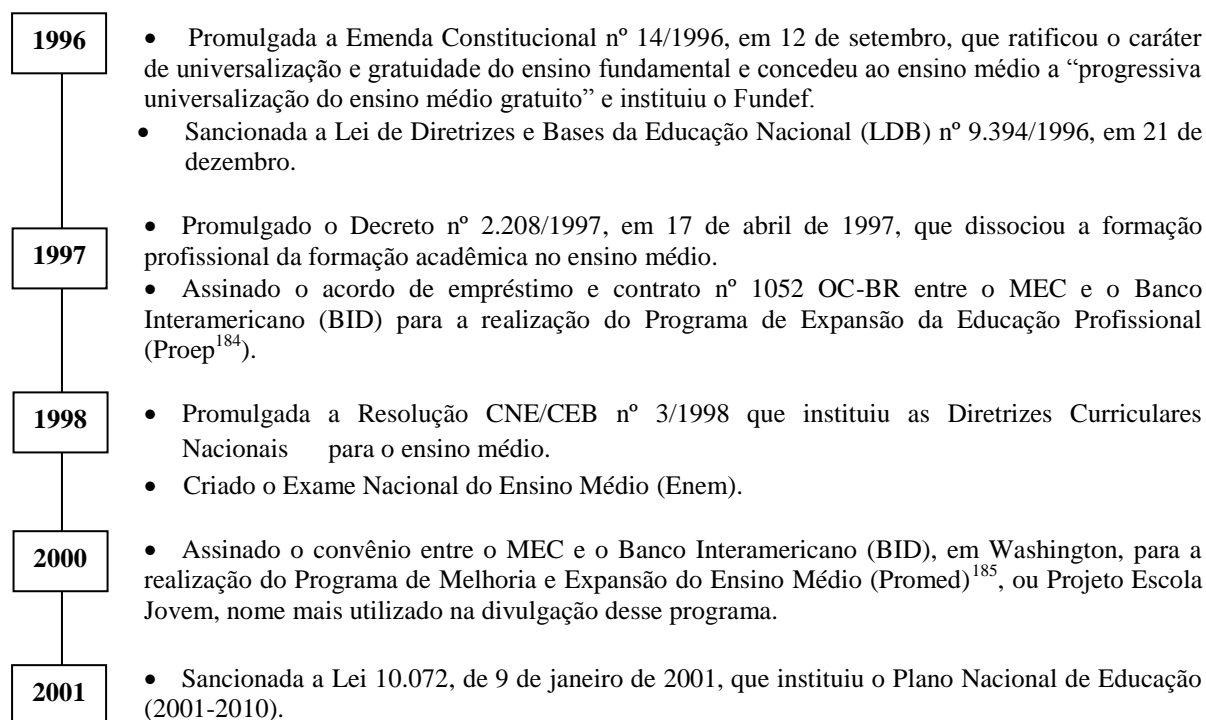 1996
• Promulgada a Emenda Constitucional nº 14/1996, em 12 de setembro, que ratificou o caráter
de universalização e gratuidade do ensino fundamental e concedeu ao ensino médio a “progressiva
universalização do ensino médio gratuito” e instituiu o Fundef.
• Sancionada a Lei de Diretrizes e Bases da Educação Nacional (LDB) nº 9.394/1996, em 21 de
dezembro.
1997
• Promulgado o Decreto nº 2.208/1997, em 17 de abril de 1997, que dissociou a formação
profissional da formação acadêmica no ensino médio.
• Assinado o acordo de empréstimo e contrato nº 1052 OC-BR entre o MEC e o Banco
Interamericano (BID) para a realização do Programa de Expansão da Educação Profissional
(Proep184).
1998
• Promulgada a Resolução CNE/CEB nº 3/1998 que instituiu as Diretrizes Curriculares
Nacionais para o ensino médio.
• Criado o Exame Nacional do Ensino Médio (Enem).
2000
• Assinado o convênio entre o MEC e o Banco Interamericano (BID), em Washington, para a
realização do Programa de Melhoria e Expansão do Ensino Médio (Promed)185, ou Projeto Escola
Jovem, nome mais utilizado na divulgação desse programa.
2001
• Sancionada a Lei 10.072, de 9 de janeiro de 2001, que instituiu o Plano Nacional de Educação
(2001-2010).